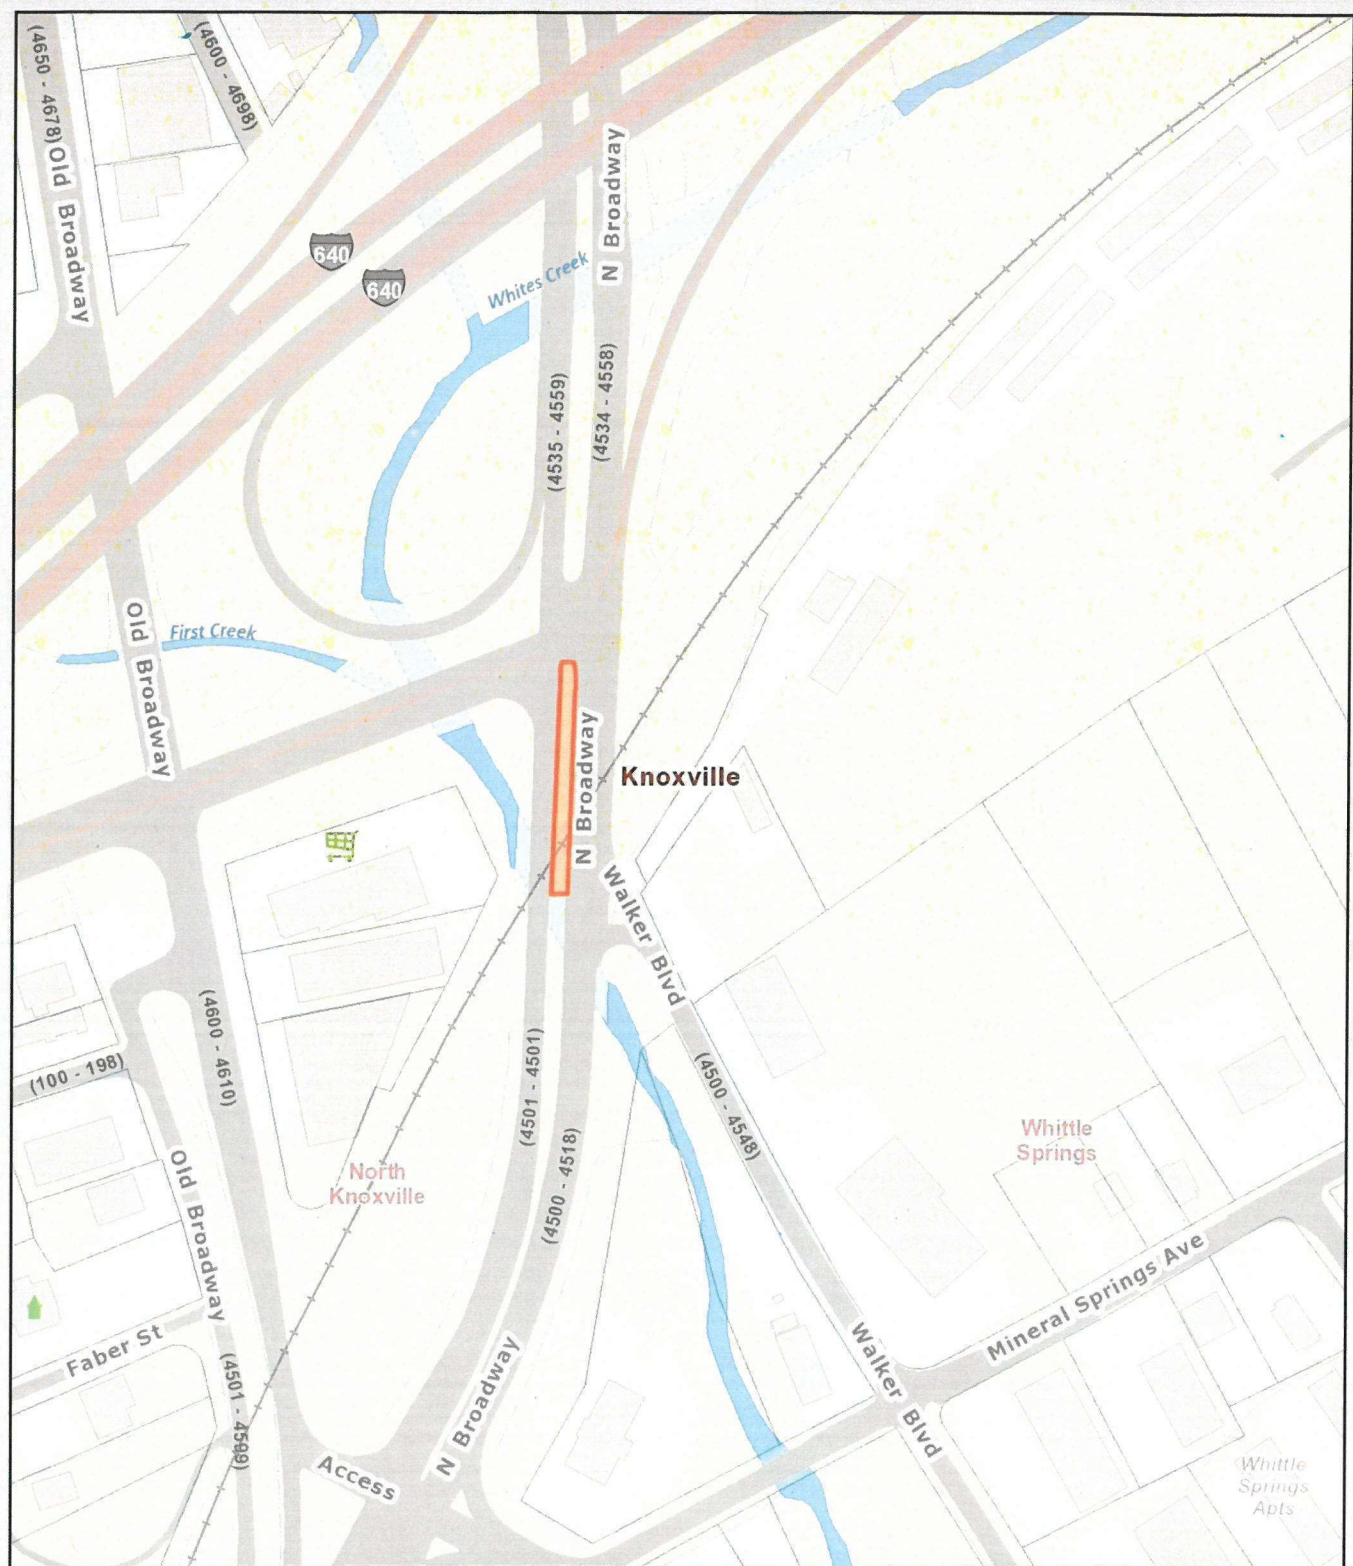 (4650 - 4678)
Old Broadway
(4600 - 4698)
N Broadway
640
640
Whites Creek
(4535 - 4559)
(4534 - 4558)
Old Broadway
First Creek
N Broadway
Knoxville
Walker Blvd
(4600 - 4610)
(100 - 198)
(4501 - 4501)
(4500 - 4518)
(4500 - 4548)
Whittle
Springs
North
Knoxville
Old Broadway
Mineral Springs Ave
Faber St
(4501 - 4599)
N Broadway
Walker Blvd
Access
Whittle
Springs
Apts